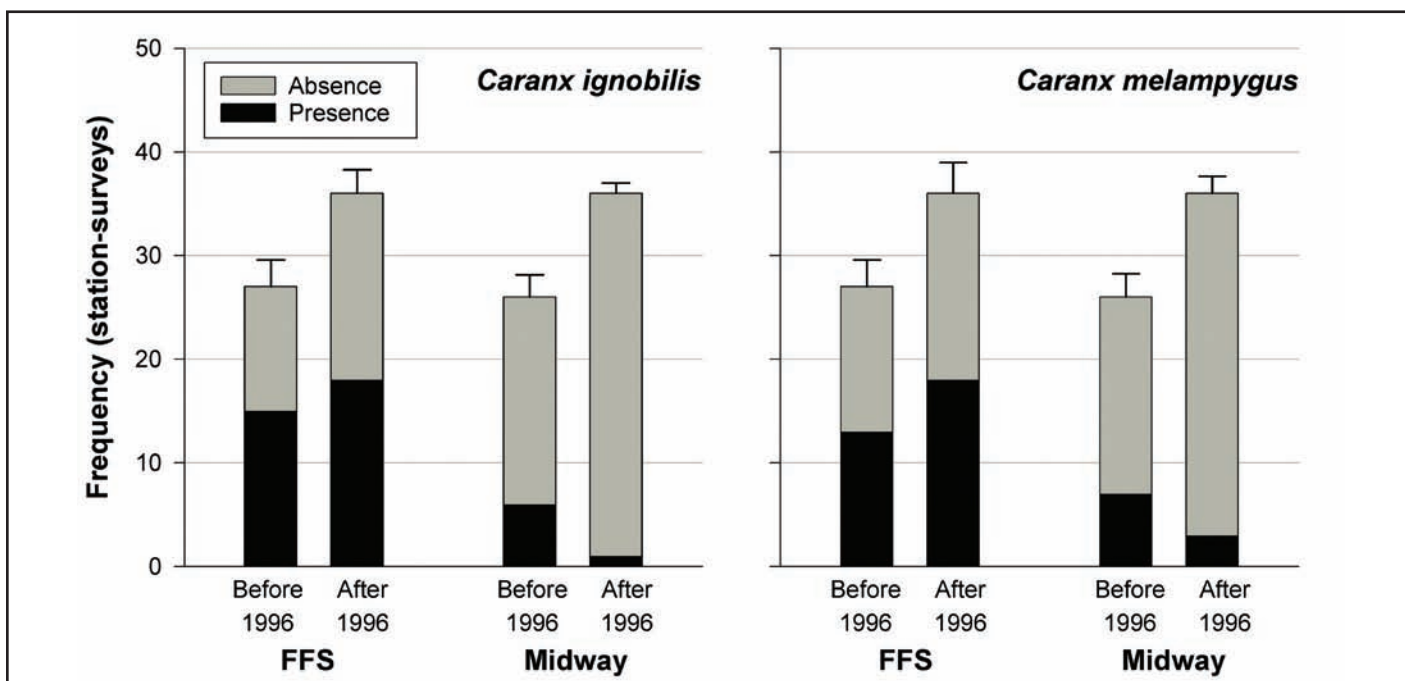 Frequency (station-surveys)
50
40
30
20
10
0
Absence
Presence
Caranx ignobilis
Caranx melampygus
Before After Before After
1996 1996 1996 1996
FFS Midway
Before After Before After
1996 1996 1996 1996
FFS Midway